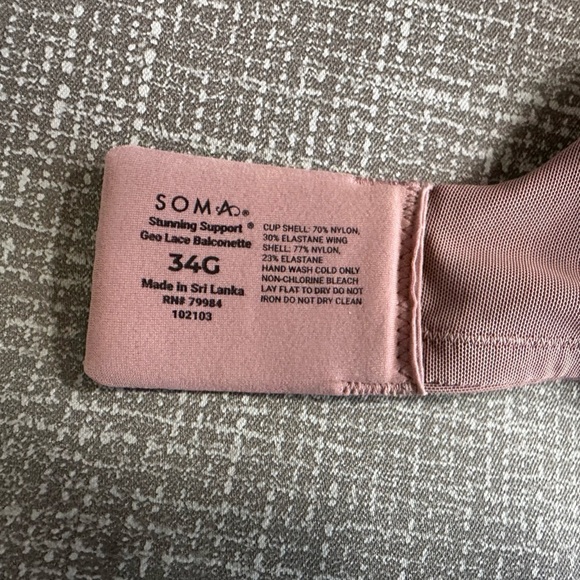 SOMA®
Stunning Support®
Geo Lace Balconette
34G
Made in Sri Lanka
RN# 79984
102103
CUP SHELL: 70% NYLON,
30% ELASTANE WING
SHELL: 77% NYLON,
23% ELASTANE
HAND WASH COLD ONLY
NON-CHLORINE BLEACH
LAY FLAT TO DRY DO NOT
IRON DO NOT DRY CLEAN